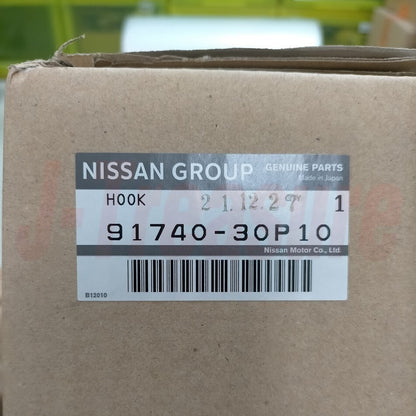 NISSAN GROUP GENUINE PARTS
Made in Japan
HOOK 21.12.27 1
91740-30P10
Nissan Motor Co., Ltd.
B12010